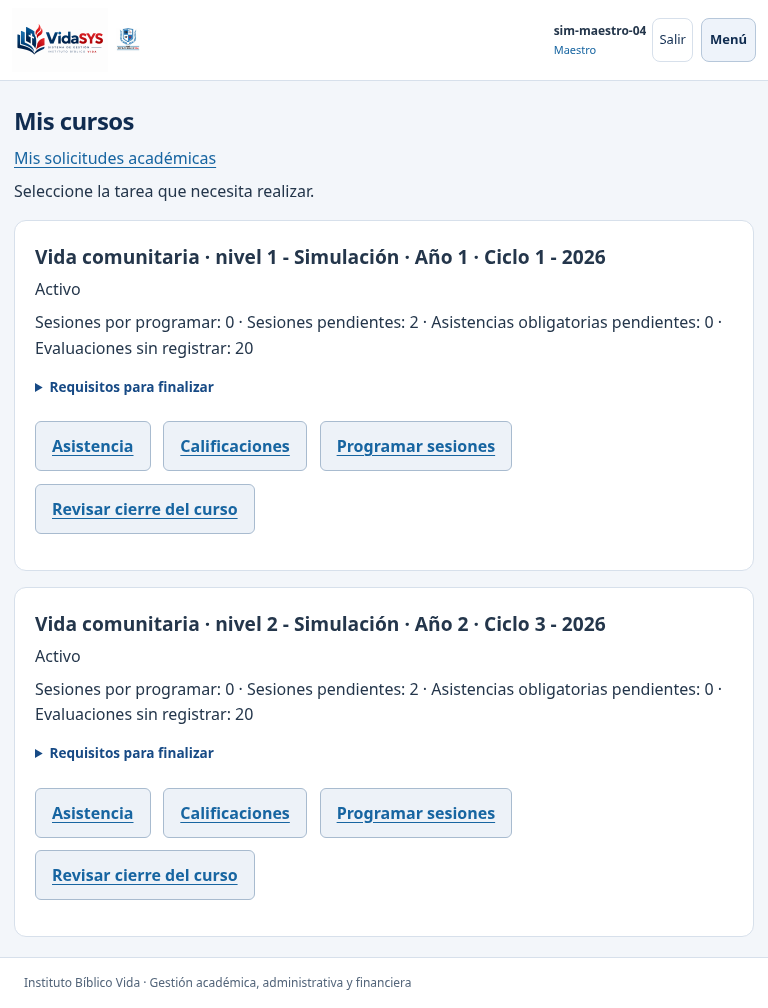 VidaSYS
sim-maestro-04
Maestro
Salir
Menú
Mis cursos
Mis solicitudes académicas
Seleccione la tarea que necesita realizar.
Vida comunitaria · nivel 1 - Simulación · Año 1 · Ciclo 1 - 2026
Activo
Sesiones por programar: 0 · Sesiones pendientes: 2 · Asistencias obligatorias pendientes: 0 ·
Evaluaciones sin registrar: 20
Requisitos para finalizar
Asistencia
Calificaciones
Programar sesiones
Revisar cierre del curso
Vida comunitaria · nivel 2 - Simulación · Año 2 · Ciclo 3 - 2026
Activo
Sesiones por programar: 0 · Sesiones pendientes: 2 · Asistencias obligatorias pendientes: 0 ·
Evaluaciones sin registrar: 20
Requisitos para finalizar
Asistencia
Calificaciones
Programar sesiones
Revisar cierre del curso
Instituto Bíblico Vida · Gestión académica, administrativa y financiera